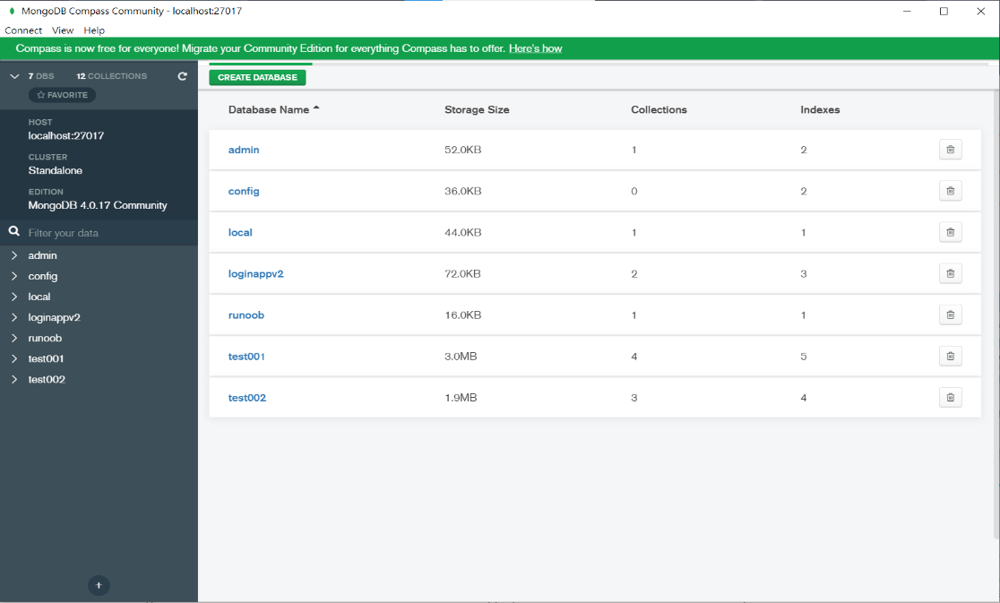 MongoDB Compass Community - localhost:27017
Connect View Help
Compass is now free for everyone! Migrate your Community Edition for everything Compass has to offer. Here's how
7 DBS 12 COLLECTIONS
FAVORITE
HOST
localhost:27017
CLUSTER
Standalone
EDITION
MongoDB 4.0.17 Community
Filter your data
admin
config
local
loginappv2
runoob
test001
test002
CREATE DATABASE
Database Name Storage Size Collections Indexes
admin 52.0KB 1 2
config 36.0KB 0 2
local 44.0KB 1 1
loginappv2 72.0KB 2 3
runoob 16.0KB 1 1
test001 3.0MB 4 5
test002 1.9MB 3 4